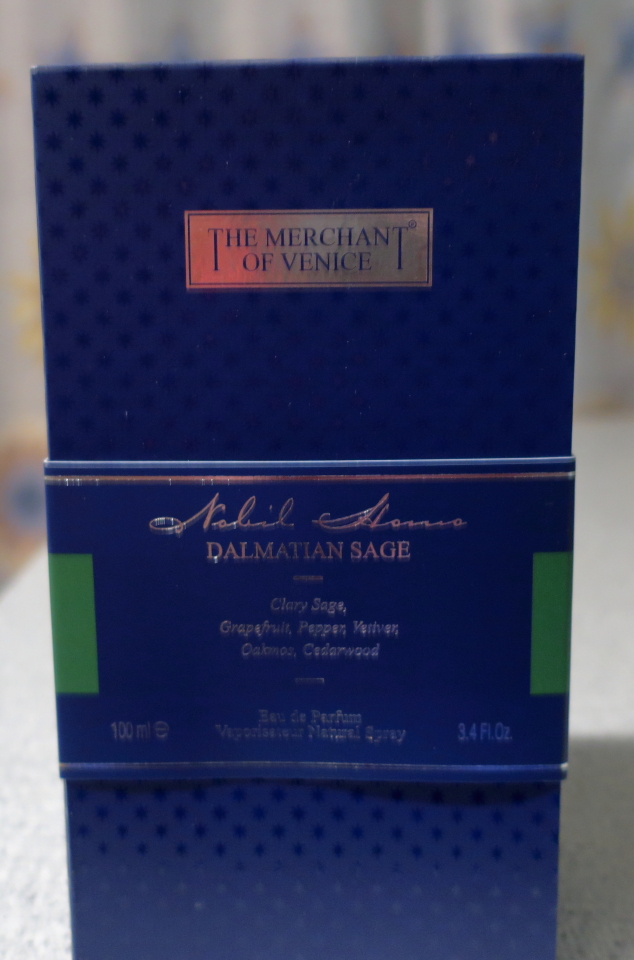 THE MERCHANT®
OF VENICE
Nobil Homo
DALMATIAN SAGE
Clary Sage,
Grapefruit, Pepper, Vetiver,
Oakmos, Cedarwood
Eau de Parfum
100 ml ℮ Vaporisateur Natural Spray 3.4 Fl.Oz.